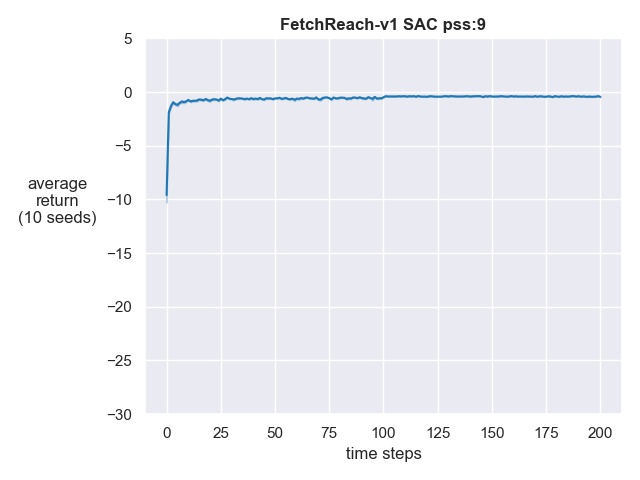 FetchReach-v1 SAC pss:9
5
0
−5
−10
−15
−20
−25
−30
average
return
(10 seeds)
0 25 50 75 100 125 150 175 200
time steps